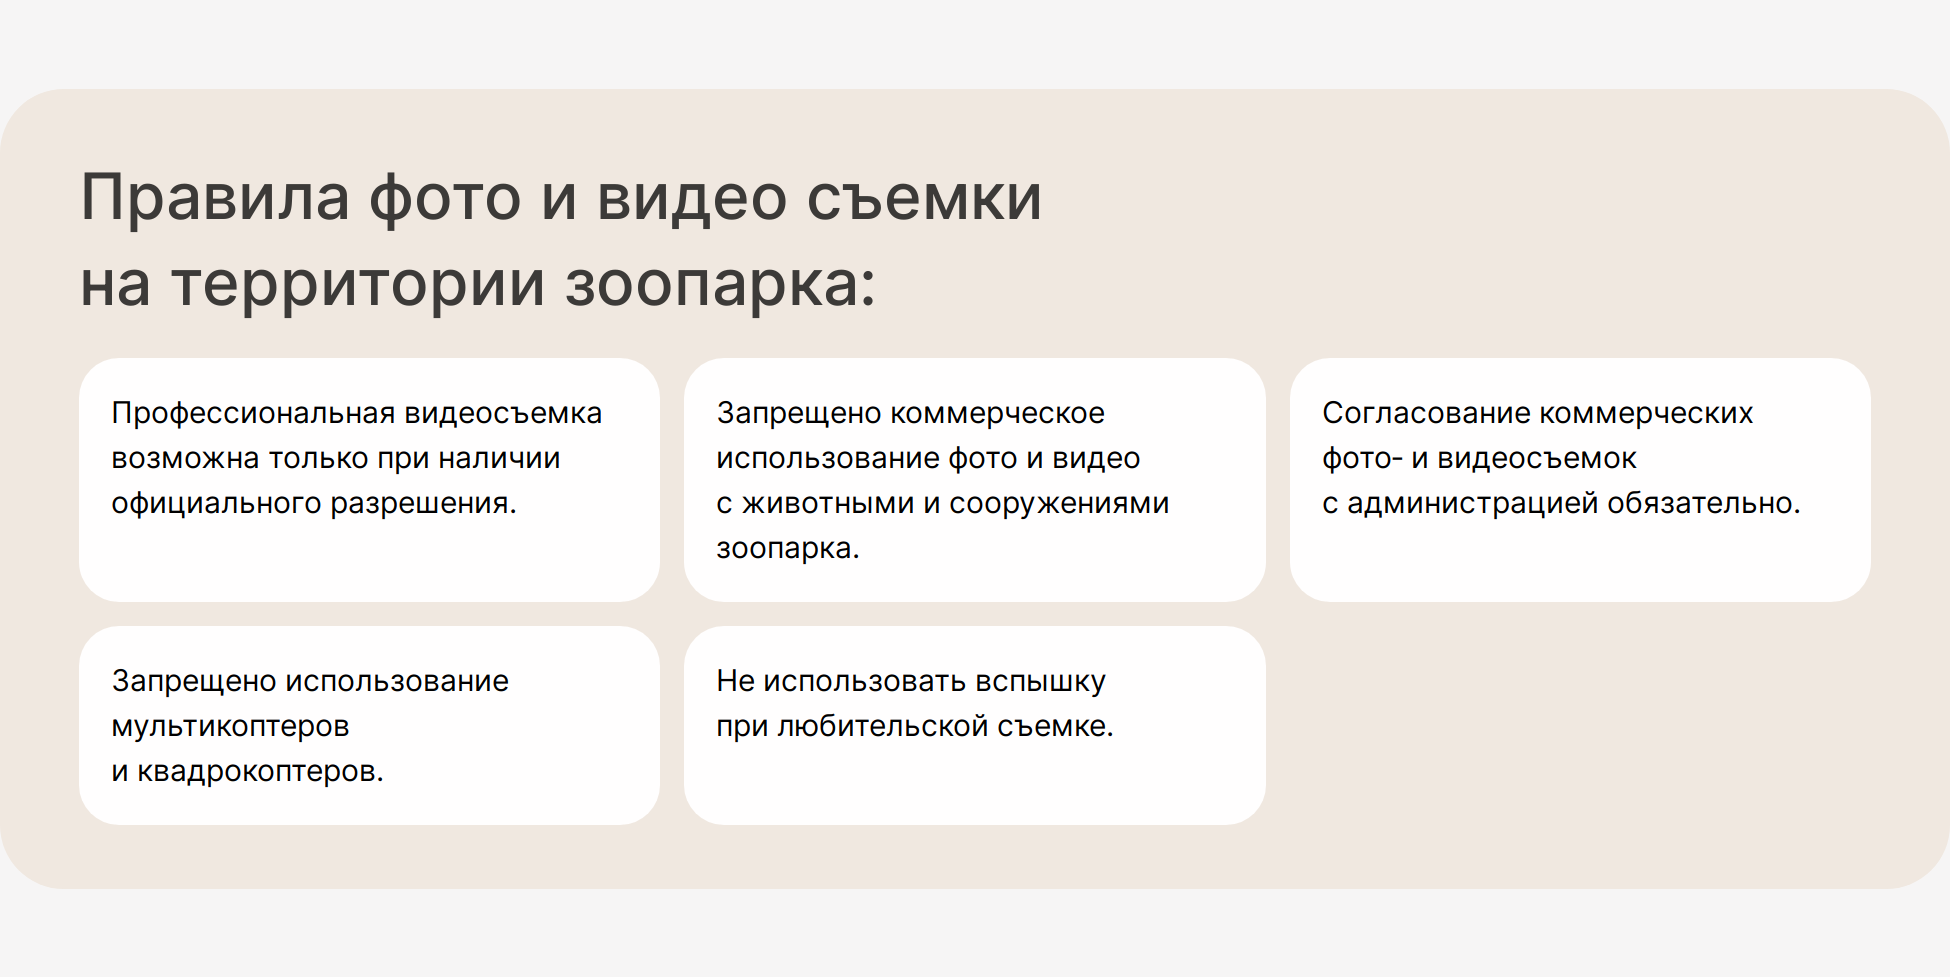 Правила фото и видео съемки
на территории зоопарка:
Профессиональная видеосъемка
возможна только при наличии
официального разрешения.
Запрещено коммерческое
использование фото и видео
с животными и сооружениями
зоопарка.
Согласование коммерческих
фото- и видеосъемок
с администрацией обязательно.
Запрещено использование
мультикоптеров
и квадрокоптеров.
Не использовать вспышку
при любительской съемке.